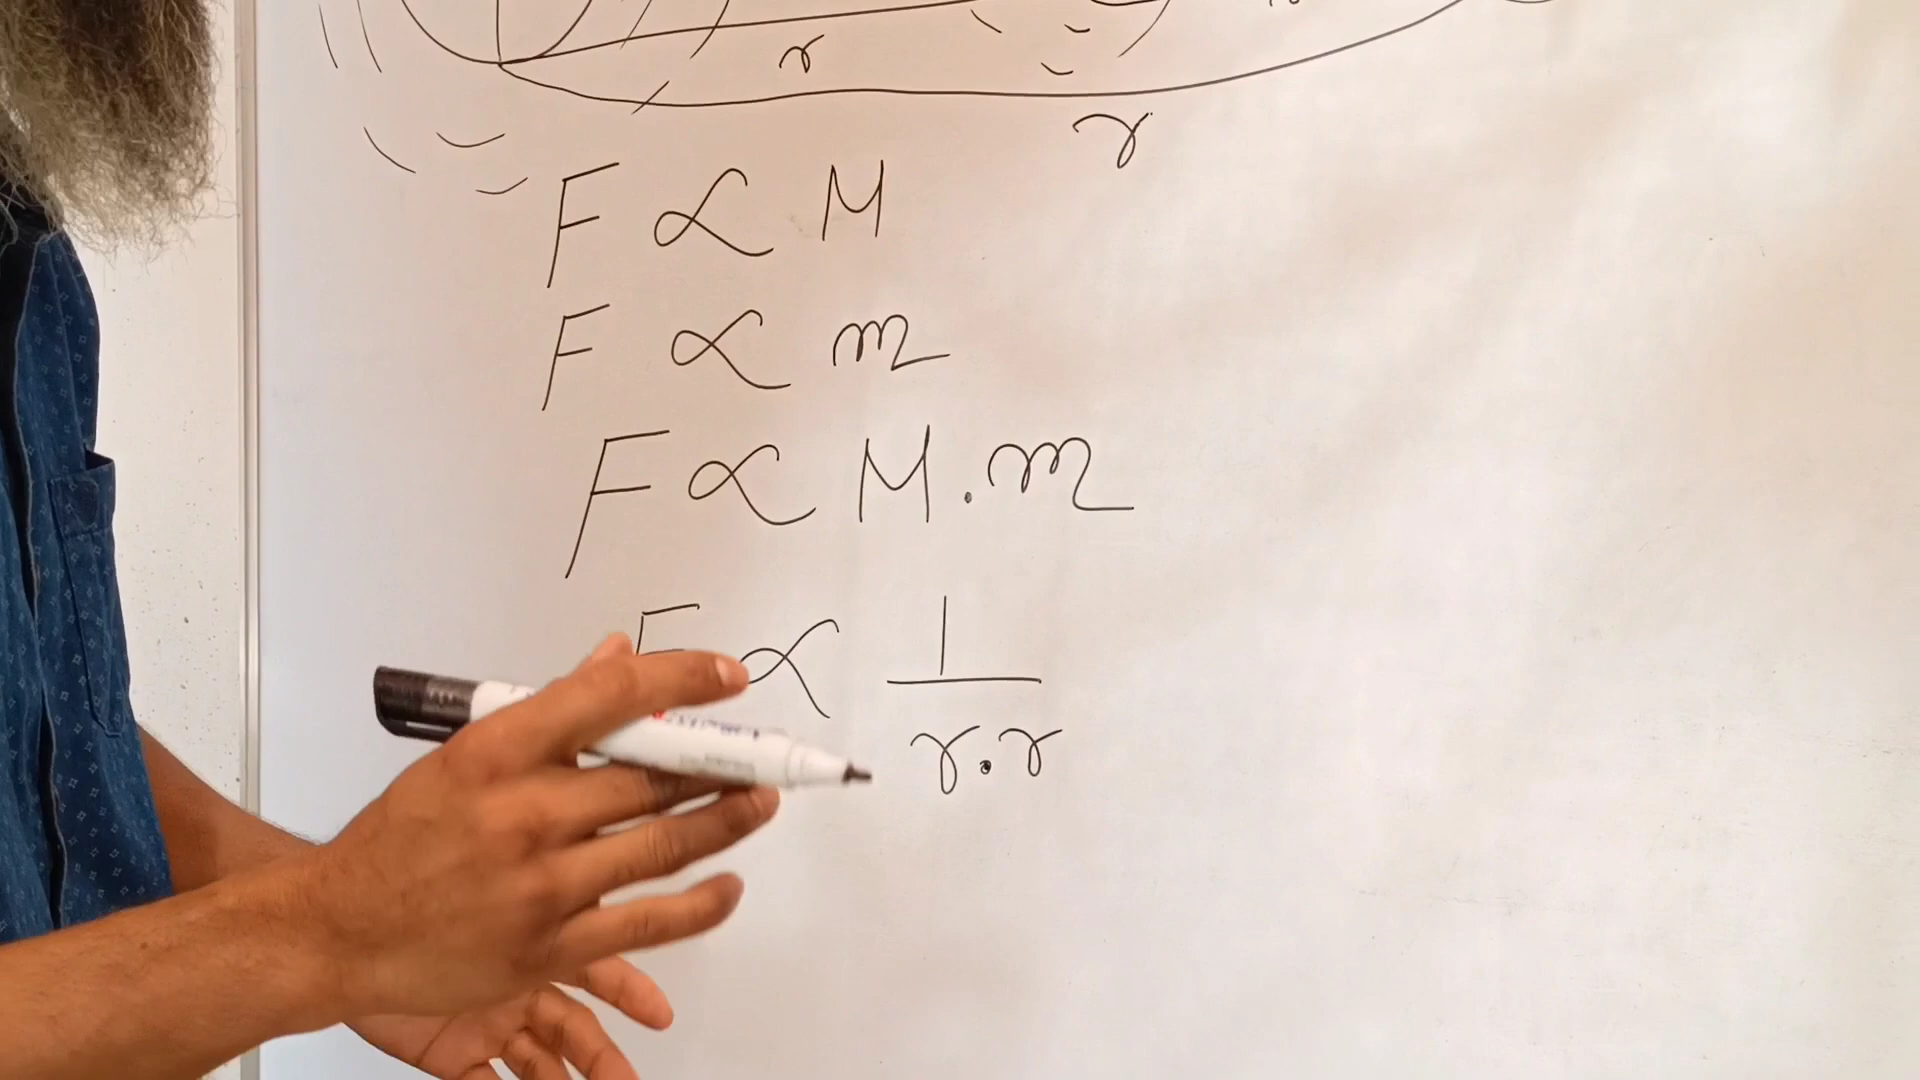 r
r
F ∝ M
F ∝ m
F ∝ M.m
F ∝ 1/r.r